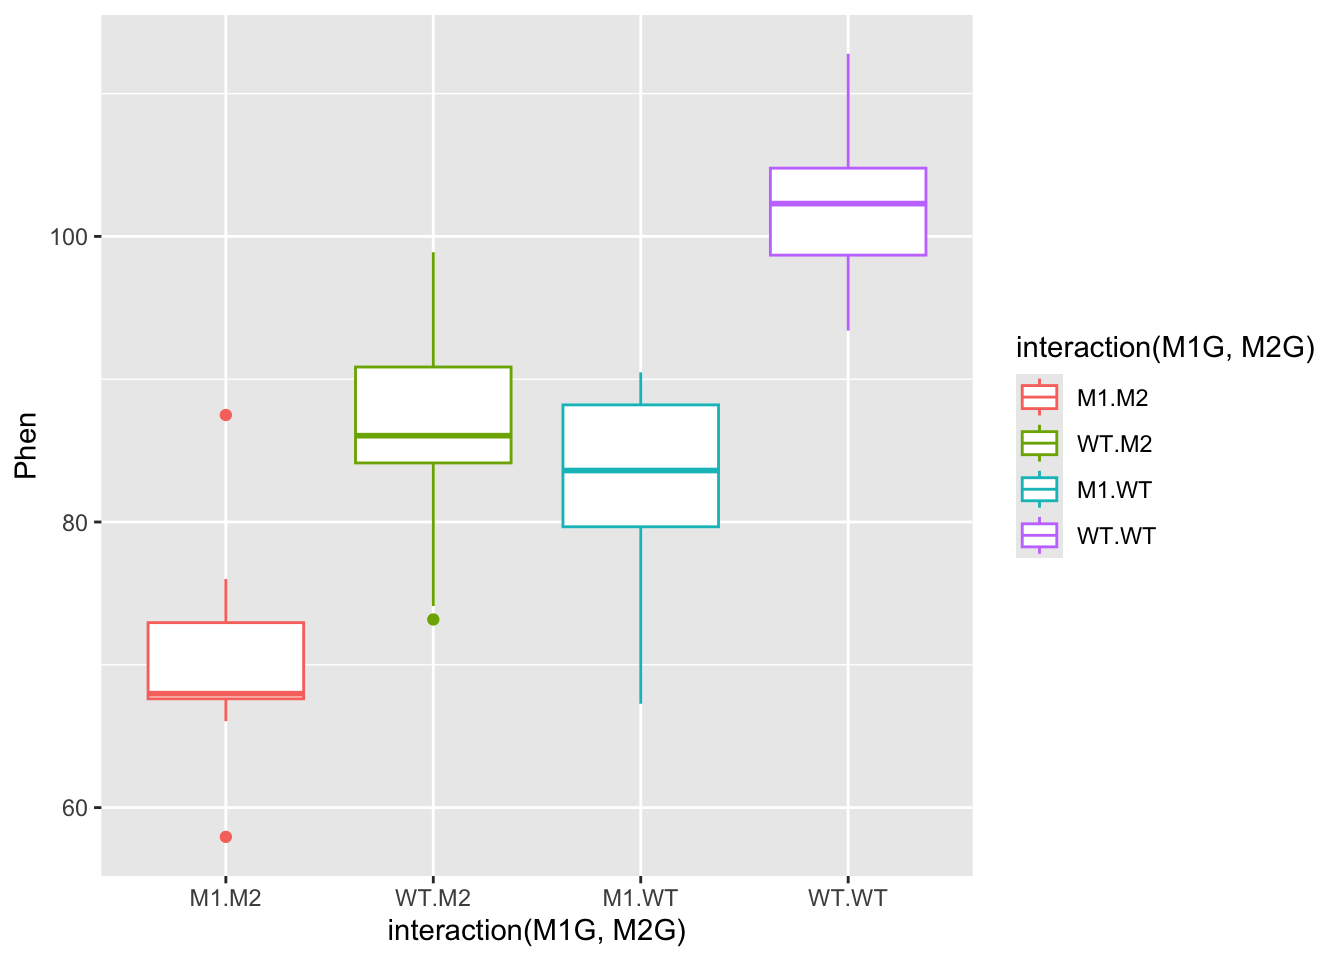 Phen
100
80
60
M1.M2
WT.M2
M1.WT
WT.WT
interaction(M1G, M2G)
interaction(M1G, M2G)
M1.M2
WT.M2
M1.WT
WT.WT